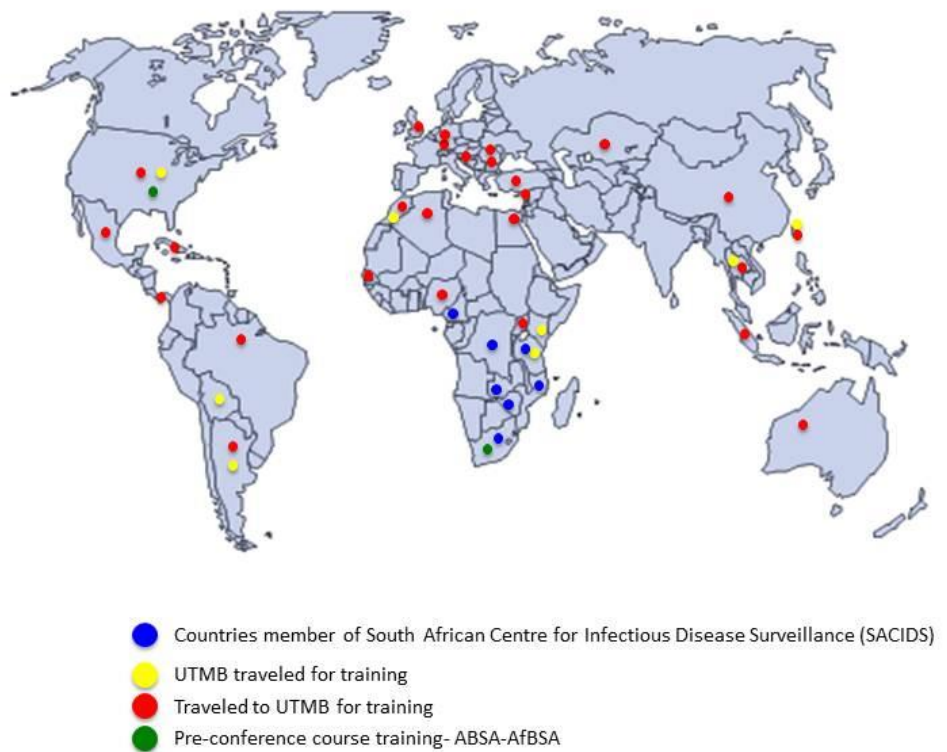 Countries member of South African Centre for Infectious Disease Surveillance (SACIDS)
UTMB traveled for training
Traveled to UTMB for training
Pre-conference course training- ABSA-AfBSA